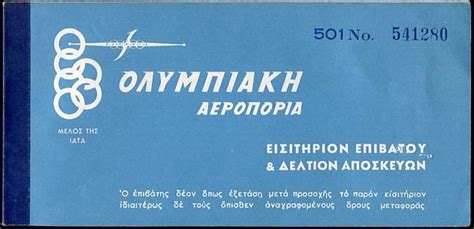 501 No. 541280
ΟΛΥΜΠΙΑΚΗ
ΑΕΡΟΠΟΡΙΑ
ΜΕΛΟΣ ΤΗΣ
ΙΑΤΑ
ΕΙΣΙΤΗΡΙΟΝ ΕΠΙΒΑΤΟΥ
& ΔΕΛΤΙΟΝ ΑΠΟΣΚΕΥΩΝ
Ὁ ἐπιβάτης δέον ὅπως ἐξετάσῃ μετὰ προσοχῆς τὸ παρὸν εἰσιτήριον
ἰδιαιτέρως δὲ τοὺς ὄπισθεν ἀναγραφομένους ὅρους μεταφορᾶς